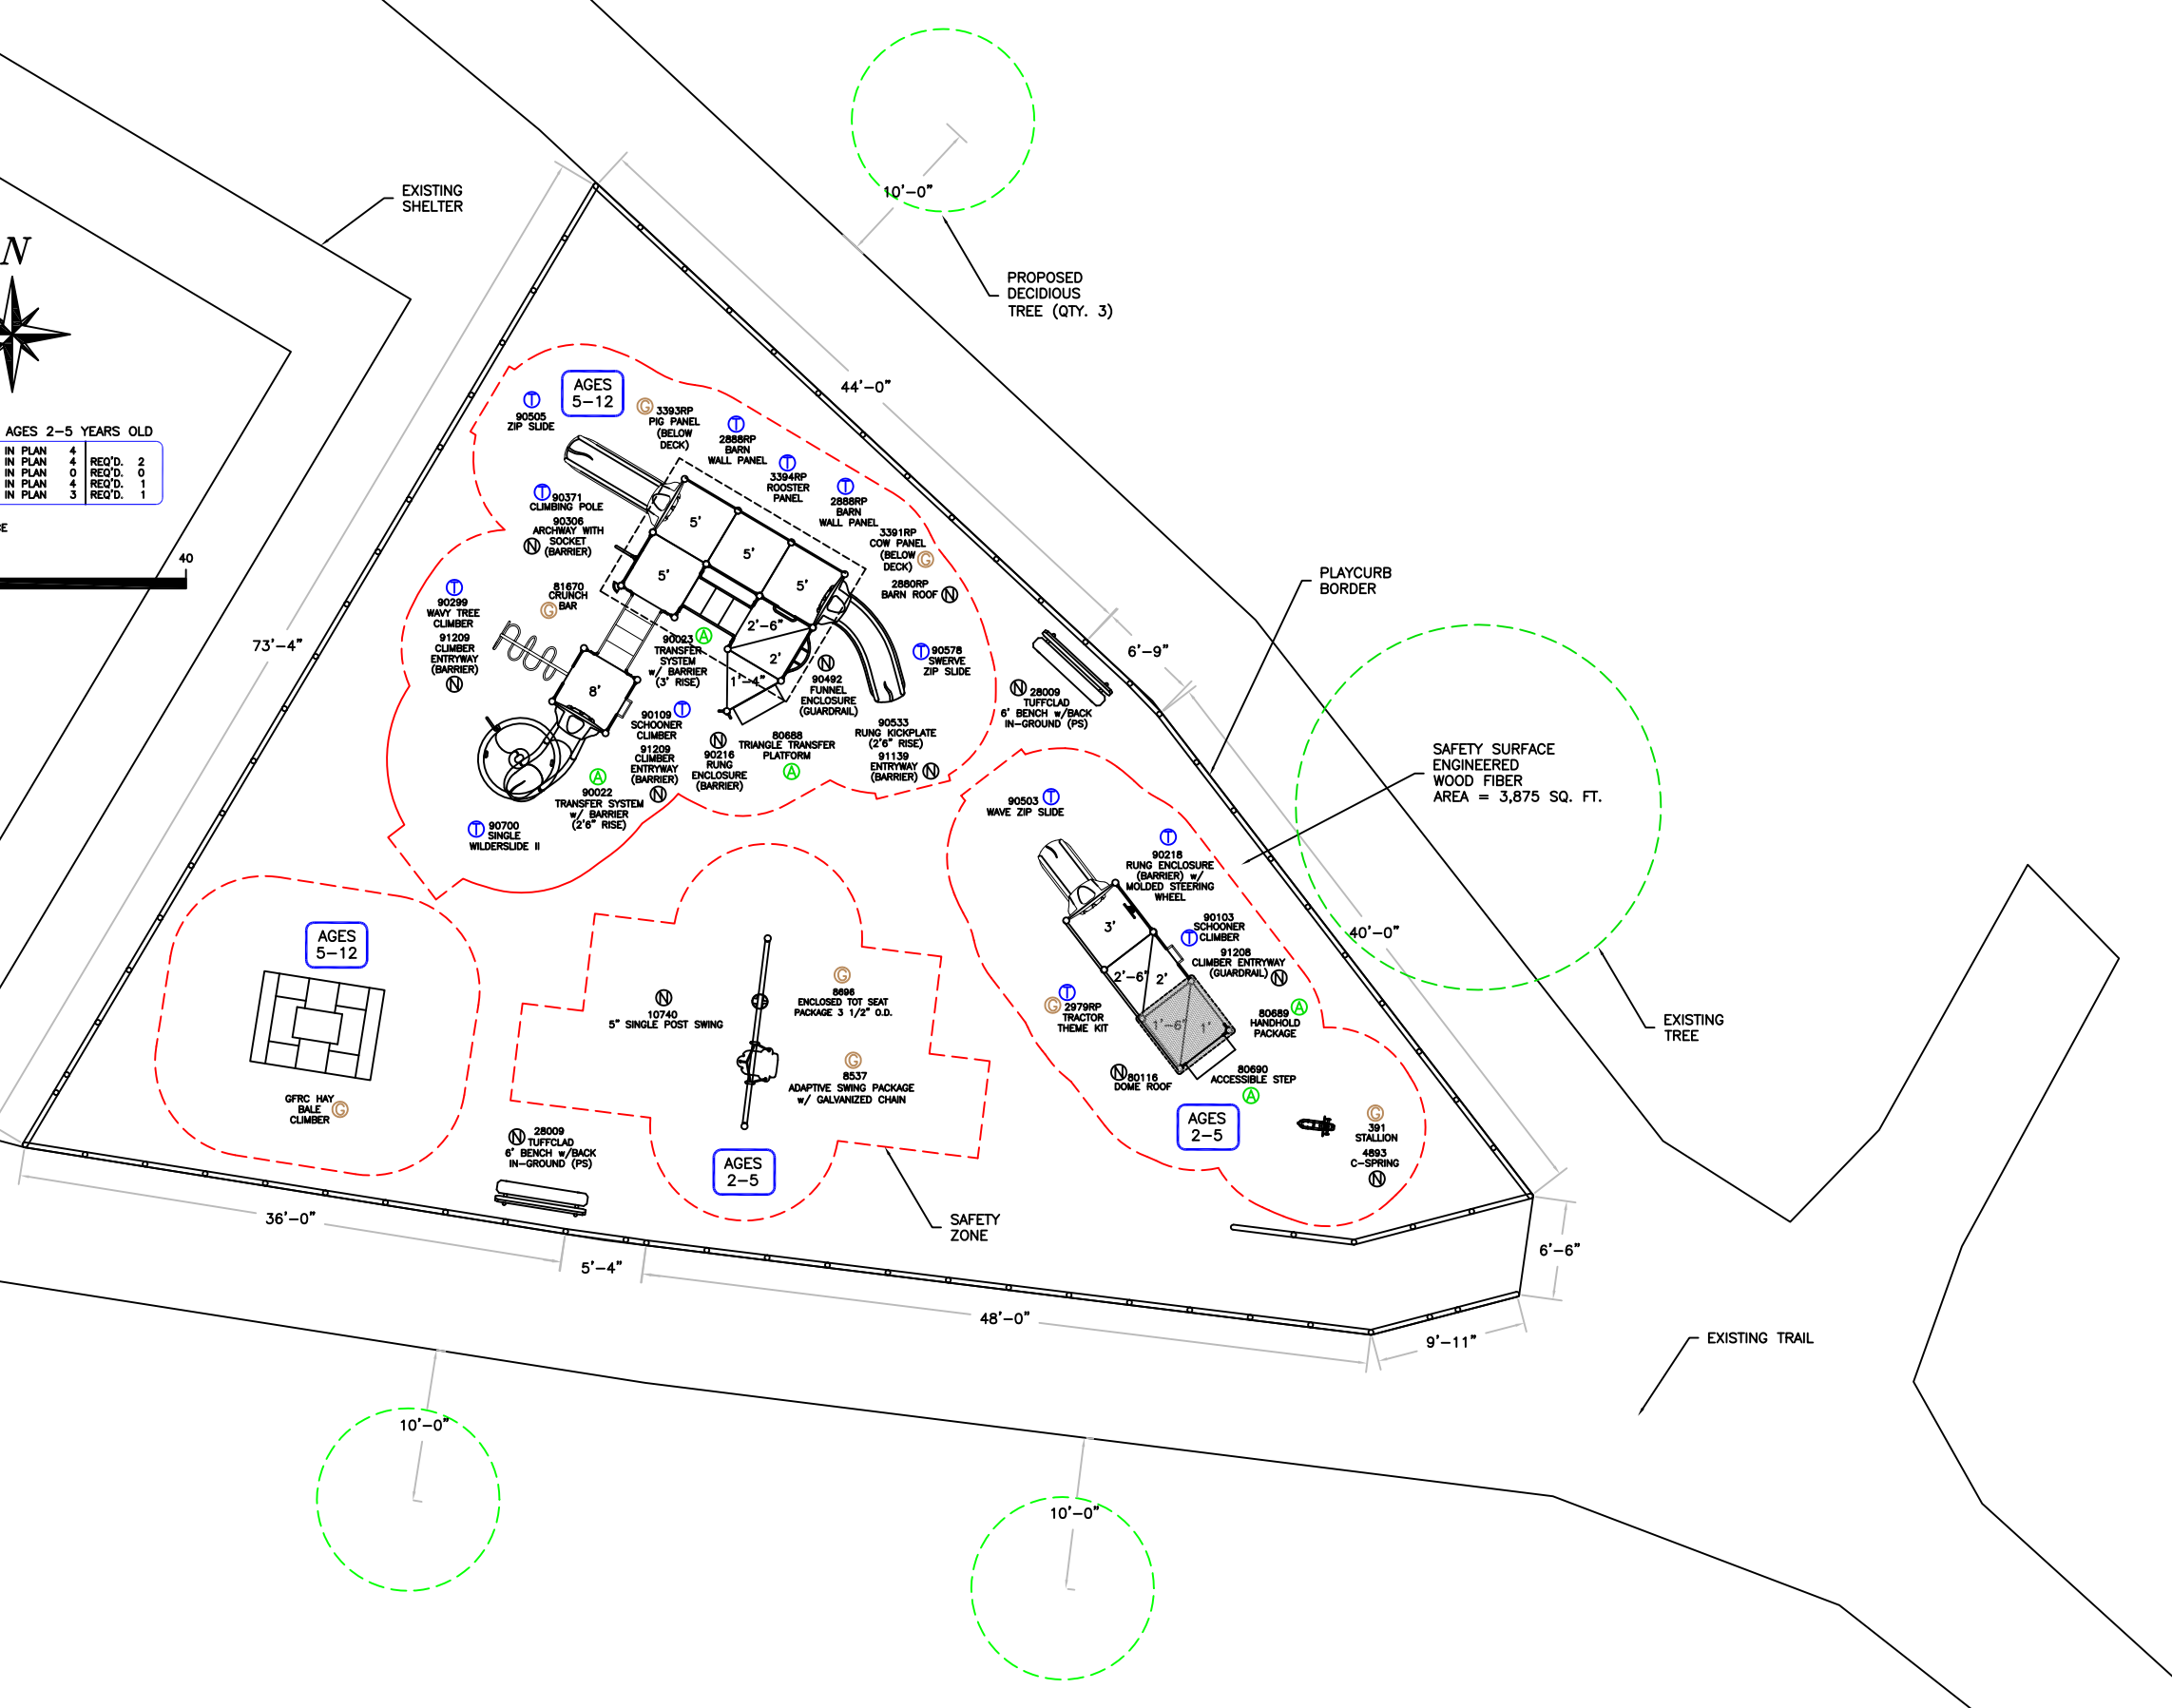 EXISTING
SHELTER
N
10'-0"
PROPOSED
DECIDIOUS
TREE (QTY. 3)
44'-0"
AGES
5-12
T
90505
ZIP SLIDE
G
3393RP
PIG PANEL
(BELOW
DECK)
T
2888RP
BARN
WALL PANEL
T
3394RP
ROOSTER
PANEL
T
2888RP
BARN
WALL PANEL
AGES 2-5 YEARS OLD
IN PLAN 4
IN PLAN 4 REQ'D. 2
IN PLAN 0 REQ'D. 0
IN PLAN 4 REQ'D. 1
IN PLAN 3 REQ'D. 1
40
T 90371
CLIMBING POLE
90306
ARCHWAY WITH
SOCKET
N (BARRIER)
5'
5'
5'
5'
3391RP
COW PANEL
(BELOW
DECK) G
2880RP
BARN ROOF N
T
90299
WAVY TREE
CLIMBER
91209
CLIMBER
ENTRYWAY
(BARRIER)
N
81670
CRUNCH
G BAR
73'-4"
90023 A
TRANSFER
SYSTEM
w/ BARRIER
(3' RISE)
2'-6"
2'
1'-4"
8'
N
90492
FUNNEL
ENCLOSURE
(GUARDRAIL)
T 90578
SWERVE
ZIP SLIDE
PLAYCURB
BORDER
6'-9"
N 28009
TUFFCLAD
6' BENCH w/BACK
IN-GROUND (PS)
90109 T
SCHOONER
CLIMBER
91209
CLIMBER
ENTRYWAY
(BARRIER)
N
N
90216
RUNG
ENCLOSURE
(BARRIER)
80688
TRIANGLE TRANSFER
PLATFORM
A
90533
RUNG KICKPLATE
(2'6" RISE)
91139
ENTRYWAY
(BARRIER) N
A
90022
TRANSFER SYSTEM
w/ BARRIER
(2'6" RISE)
T 90700
SINGLE
WILDERSLIDE II
SAFETY SURFACE
ENGINEERED
WOOD FIBER
AREA = 3,875 SQ. FT.
90503 T
WAVE ZIP SLIDE
T
90218
RUNG ENCLOSURE
(BARRIER) w/
MOLDED STEERING
WHEEL
3'
2'-6"
2'
1'-6"
1'
90103
SCHOONER
T CLIMBER
91208
CLIMBER ENTRYWAY
(GUARDRAIL) N
40'-0"
AGES
5-12
GFRC HAY
BALE G
CLIMBER
N
10740
5" SINGLE POST SWING
G
8696
ENCLOSED TOT SEAT
PACKAGE 3 1/2" O.D.
G
8537
ADAPTIVE SWING PACKAGE
w/ GALVANIZED CHAIN
T
G 2979RP
TRACTOR
THEME KIT
80689 A
HANDHOLD
PACKAGE
N 80116
DOME ROOF
80690
ACCESSIBLE STEP
A
EXISTING
TREE
AGES
2-5
G
391
STALLION
4893
C-SPRING
N
N 28009
TUFFCLAD
6' BENCH w/BACK
IN-GROUND (PS)
AGES
2-5
SAFETY
ZONE
36'-0"
5'-4"
48'-0"
6'-6"
9'-11"
EXISTING TRAIL
10'-0"
10'-0"